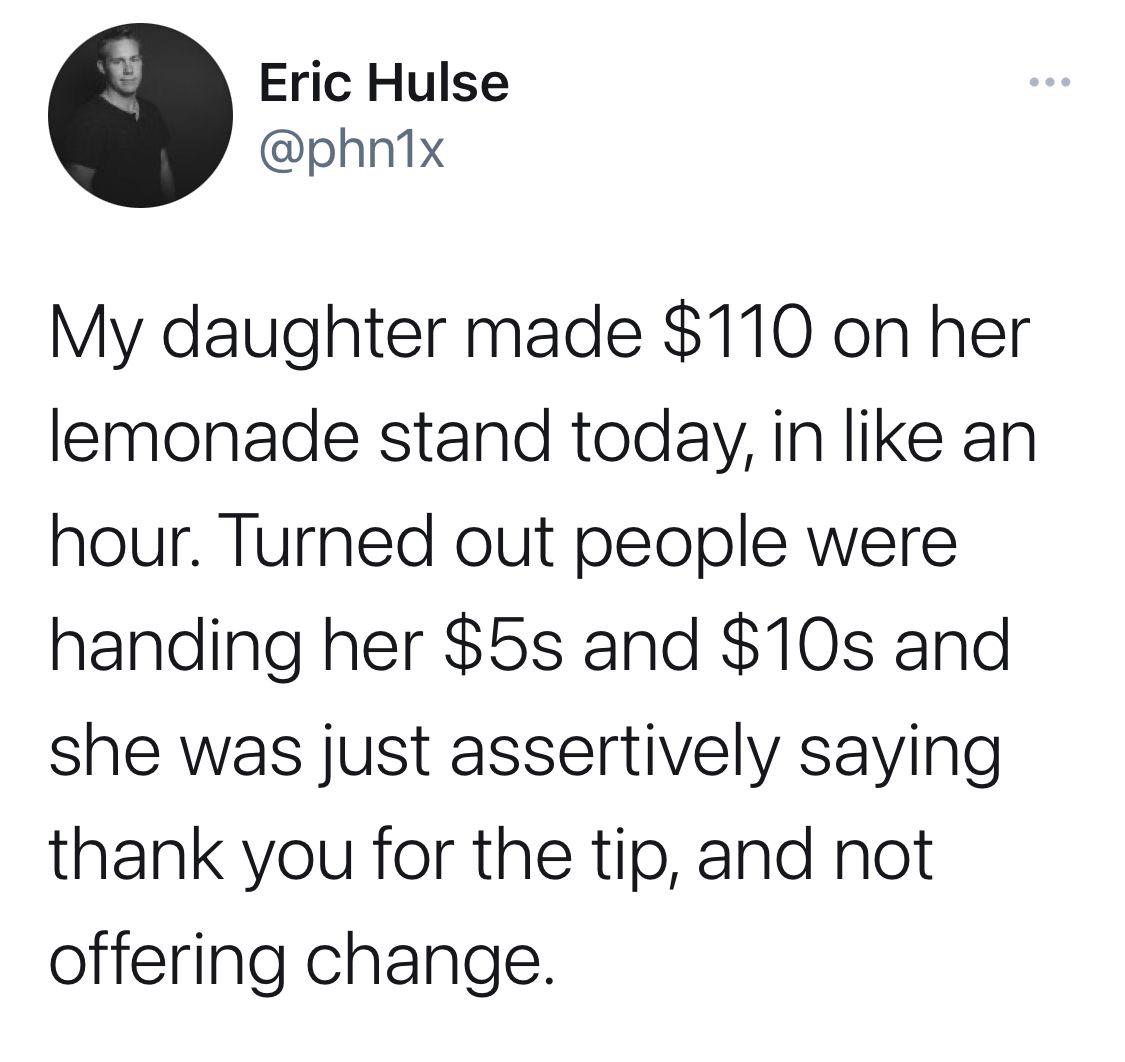 Eric Hulse
@phn1x
My daughter made $110 on her
lemonade stand today, in like an
hour. Turned out people were
handing her $5s and $10s and
she was just assertively saying
thank you for the tip, and not
offering change.